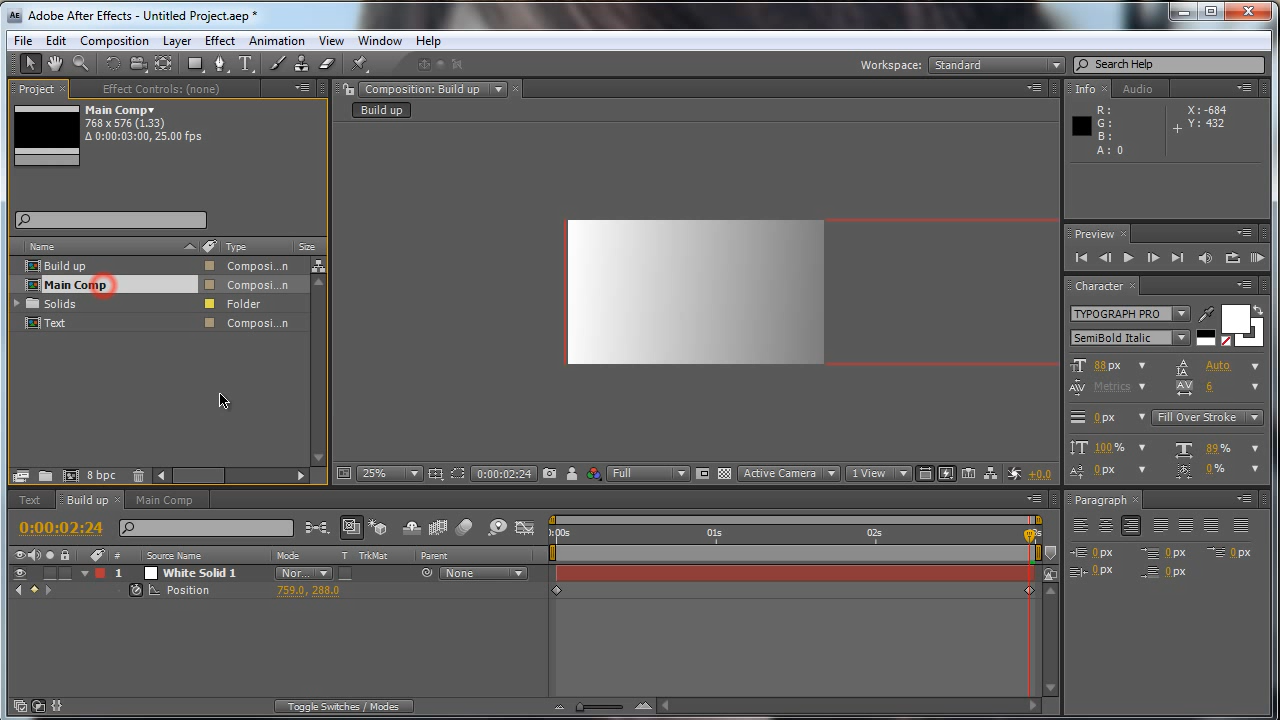 Adobe After Effects - Untitled Project.aep *
File Edit Composition Layer Effect Animation View Window Help
Workspace: Standard Search Help
Project Effect Controls: (none)
Main Comp
768 x 576 (1.33)
Δ 0:00:03:00, 25.00 fps
Name Type Size
Build up Composi...n
Main Comp Composi...n
Solids Folder
Text Composi...n
8 bpc
Composition: Build up
Build up
25% 0:00:02:24 Full Active Camera 1 View +0.0
Info Audio
R:
G:
B:
A: 0
X: -684
Y: 432
Preview
Character
TYPOGRAPH PRO
SemiBold Italic
88 px Auto
Metrics 6
0 px Fill Over Stroke
100 % 89 %
0 px 0 %
Paragraph
0 px 0 px 0 px
0 px 0 px
Text Build up Main Comp
0:00:02:24
:00s 01s 02s
# Source Name Mode T TrkMat Parent
1 White Solid 1 Nor... None
Position 759.0, 288.0
Toggle Switches / Modes